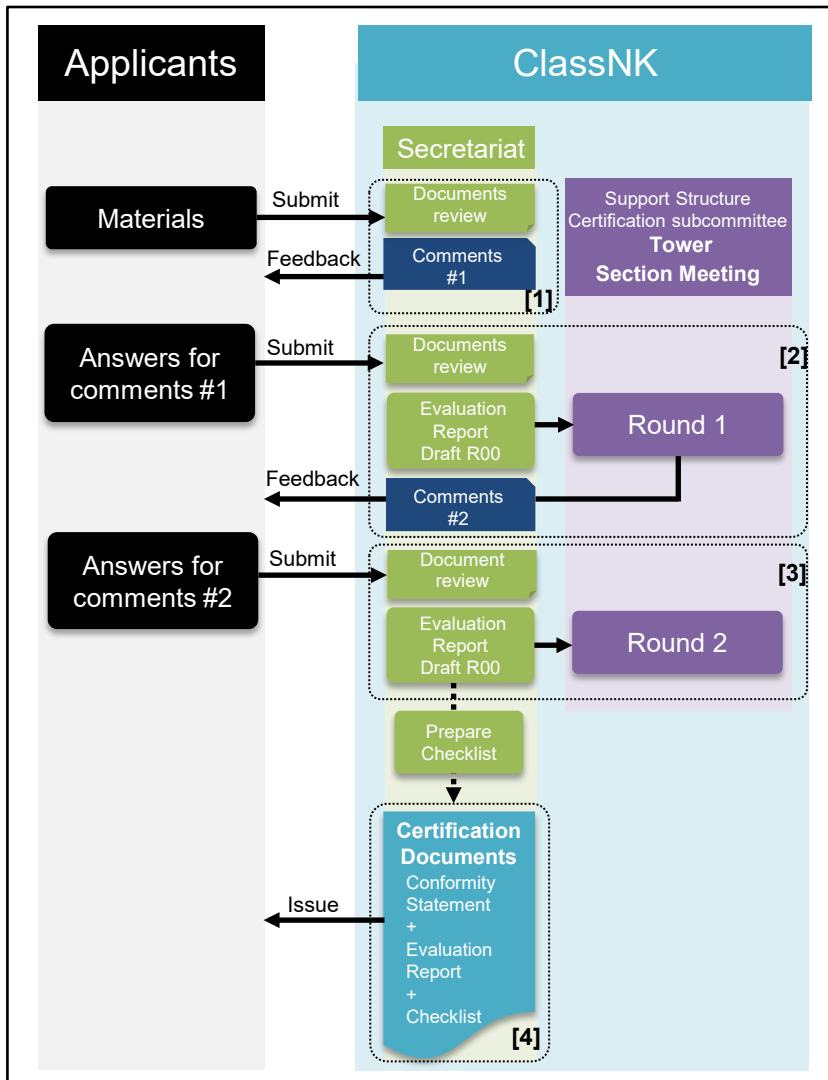 Applicants
ClassNK
Secretariat
Materials
Submit
Documents
review
Support Structure
Certification subcommittee
Tower
Section Meeting
Feedback
Comments
#1
[1]
Answers for
comments #1
Submit
Documents
review
[2]
Evaluation
Report
Draft R00
Round 1
Feedback
Comments
#2
Answers for
comments #2
Submit
Document
review
[3]
Evaluation
Report
Draft R00
Round 2
Prepare
Checklist
Certification
Documents
Conformity
Statement
+
Evaluation
Report
+
Checklist
Issue
[4]